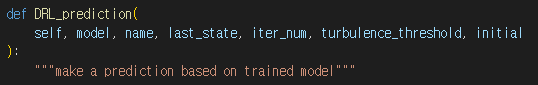 def DRL_prediction(
    self, model, name, last_state, iter_num, turbulence_threshold, initial
):
    """make a prediction based on trained model"""